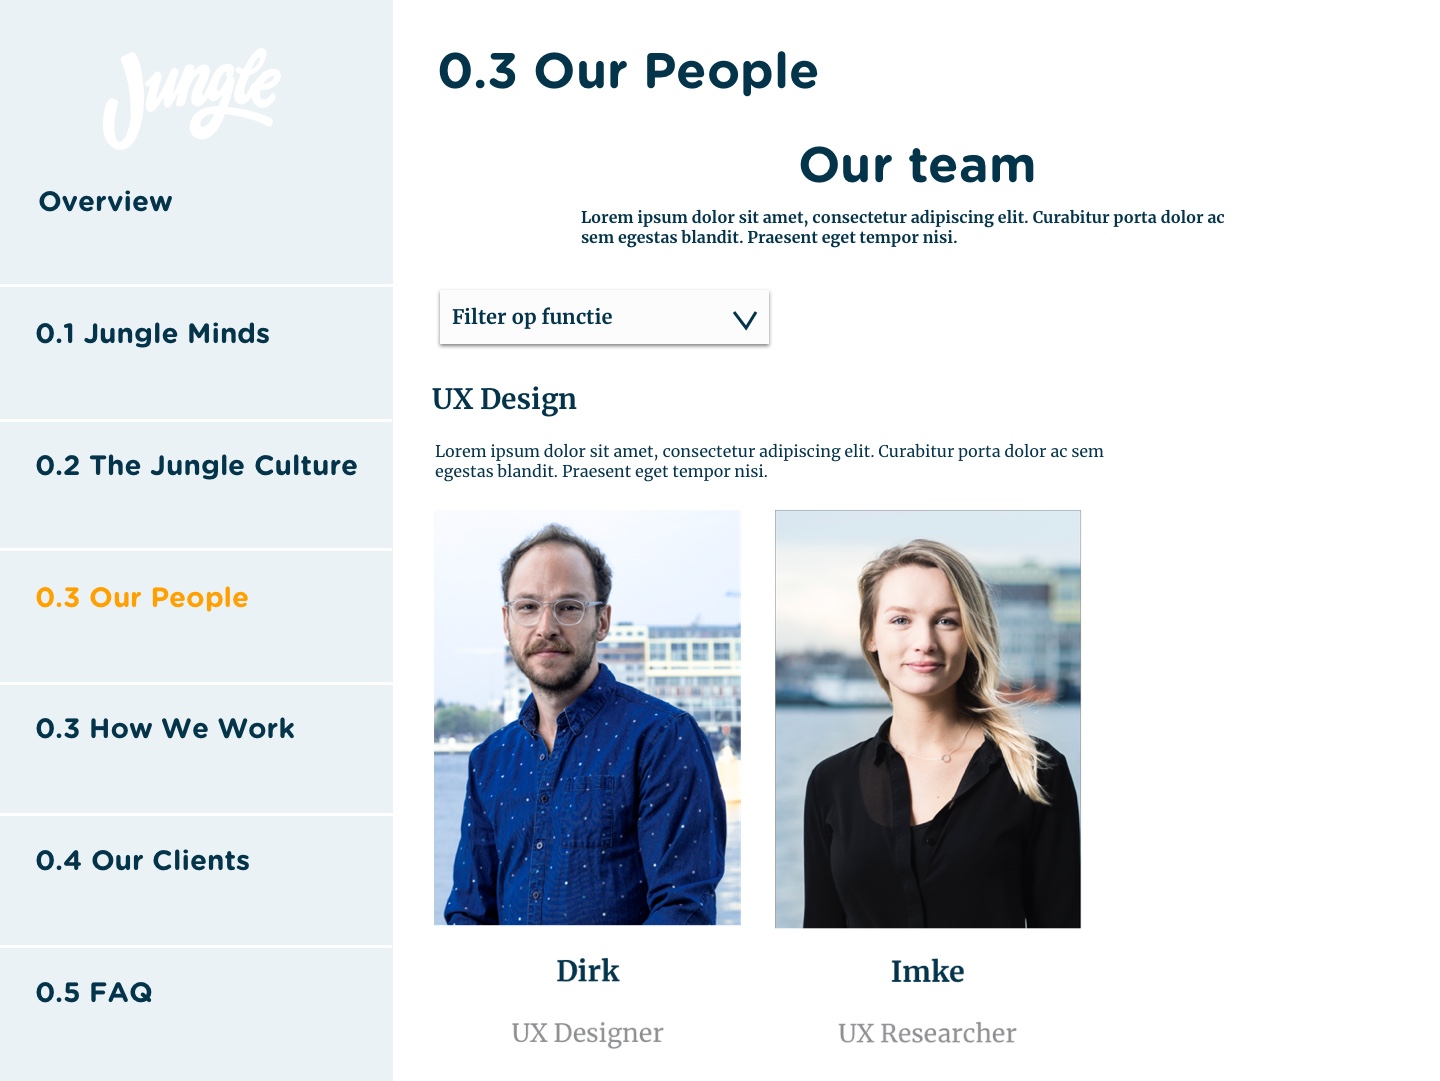 Jungle
Overview
0.1 Jungle Minds
0.2 The Jungle Culture
0.3 Our People
0.3 How We Work
0.4 Our Clients
0.5 FAQ
0.3 Our People
Our team
Lorem ipsum dolor sit amet, consectetur adipiscing elit. Curabitur porta dolor ac
sem egestas blandit. Praesent eget tempor nisi.
Filter op functie
UX Design
Lorem ipsum dolor sit amet, consectetur adipiscing elit. Curabitur porta dolor ac sem
egestas blandit. Praesent eget tempor nisi.
Dirk
UX Designer
Imke
UX Researcher